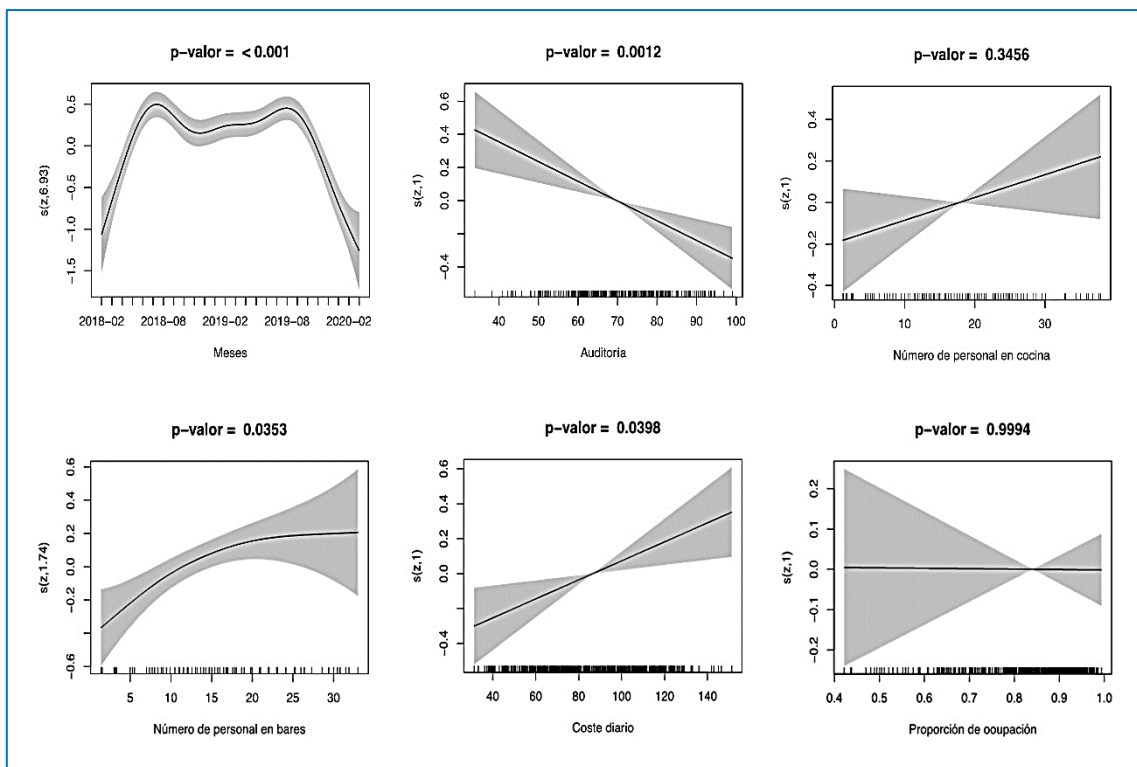 p-valor = < 0.001
s(z,6.93)
0.5
0.0
-0.5
-1.0
-1.5
2018-02 2018-08 2019-02 2019-08 2020-02
Meses
p-valor = 0.0012
s(z,1)
0.6
0.4
0.2
0.0
-0.4
40 50 60 70 80 90 100
Auditoría
p-valor = 0.3456
s(z,1)
0.4
0.2
0.0
-0.2
-0.4
0 10 20 30
Número de personal en cocina
p-valor = 0.0353
s(z,1.74)
0.6
0.4
0.2
0.0
-0.2
-0.6
5 10 15 20 25 30
Número de personal en bares
p-valor = 0.0398
s(z,1)
0.6
0.4
0.2
0.0
-0.4
40 60 80 100 120 140
Coste diario
p-valor = 0.9994
s(z,1)
0.2
0.1
0.0
-0.1
-0.2
0.4 0.5 0.6 0.7 0.8 0.9 1.0
Proporción de ocupación